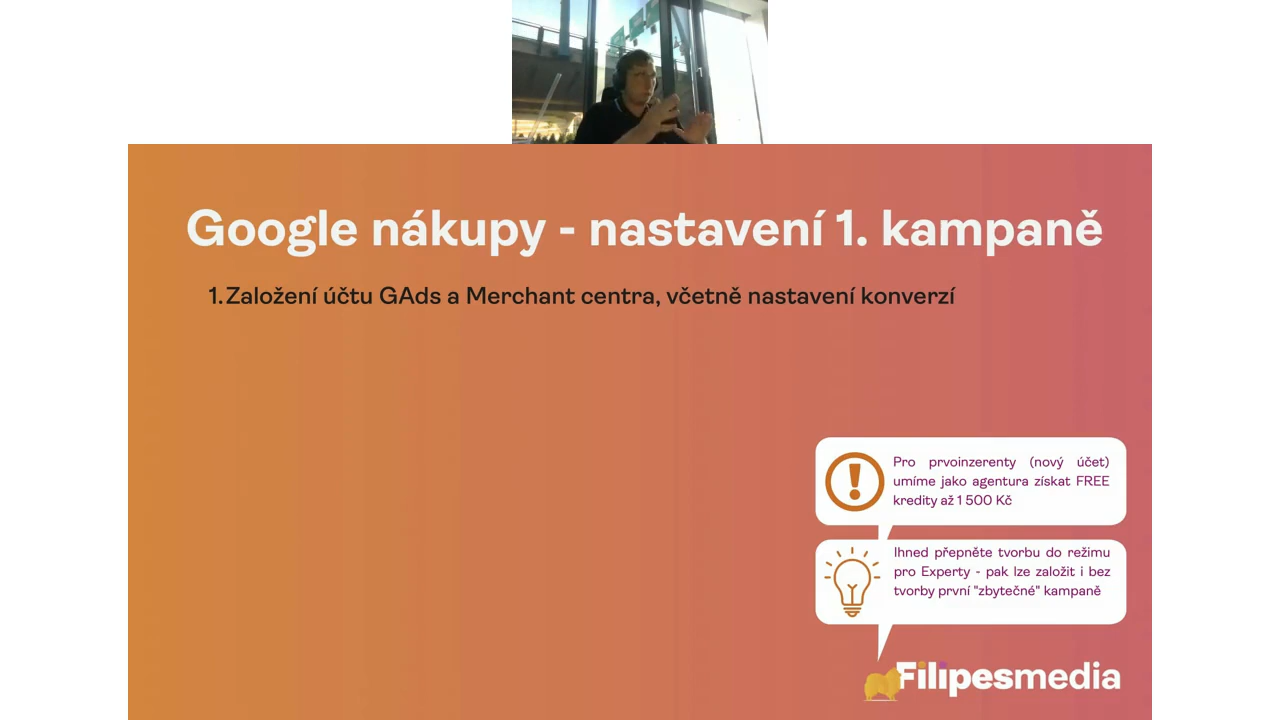 Google nákupy - nastavení 1. kampaně
1. Založení účtu GAds a Merchant centra, včetně nastavení konverzí
Pro prvoinzerenty (nový účet)
umíme jako agentura získat FREE
kredity až 1 500 Kč
Ihned přepněte tvorbu do režimu
pro Experty - pak lze založit i bez
tvorby první "zbytečné" kampaně
Filipesmedia